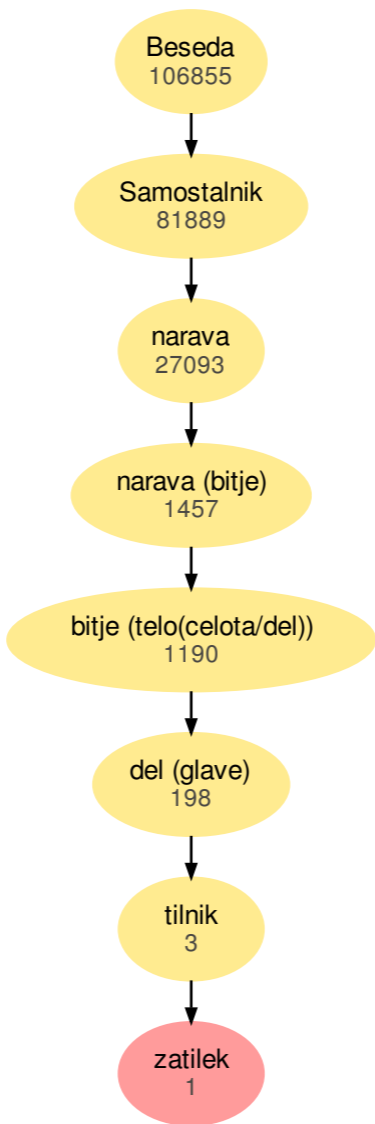 Beseda
106855
Samostalnik
81889
narava
27093
narava (bitje)
1457
bitje (telo(celota/del))
1190
del (glave)
198
tilnik
3
zatilek
1